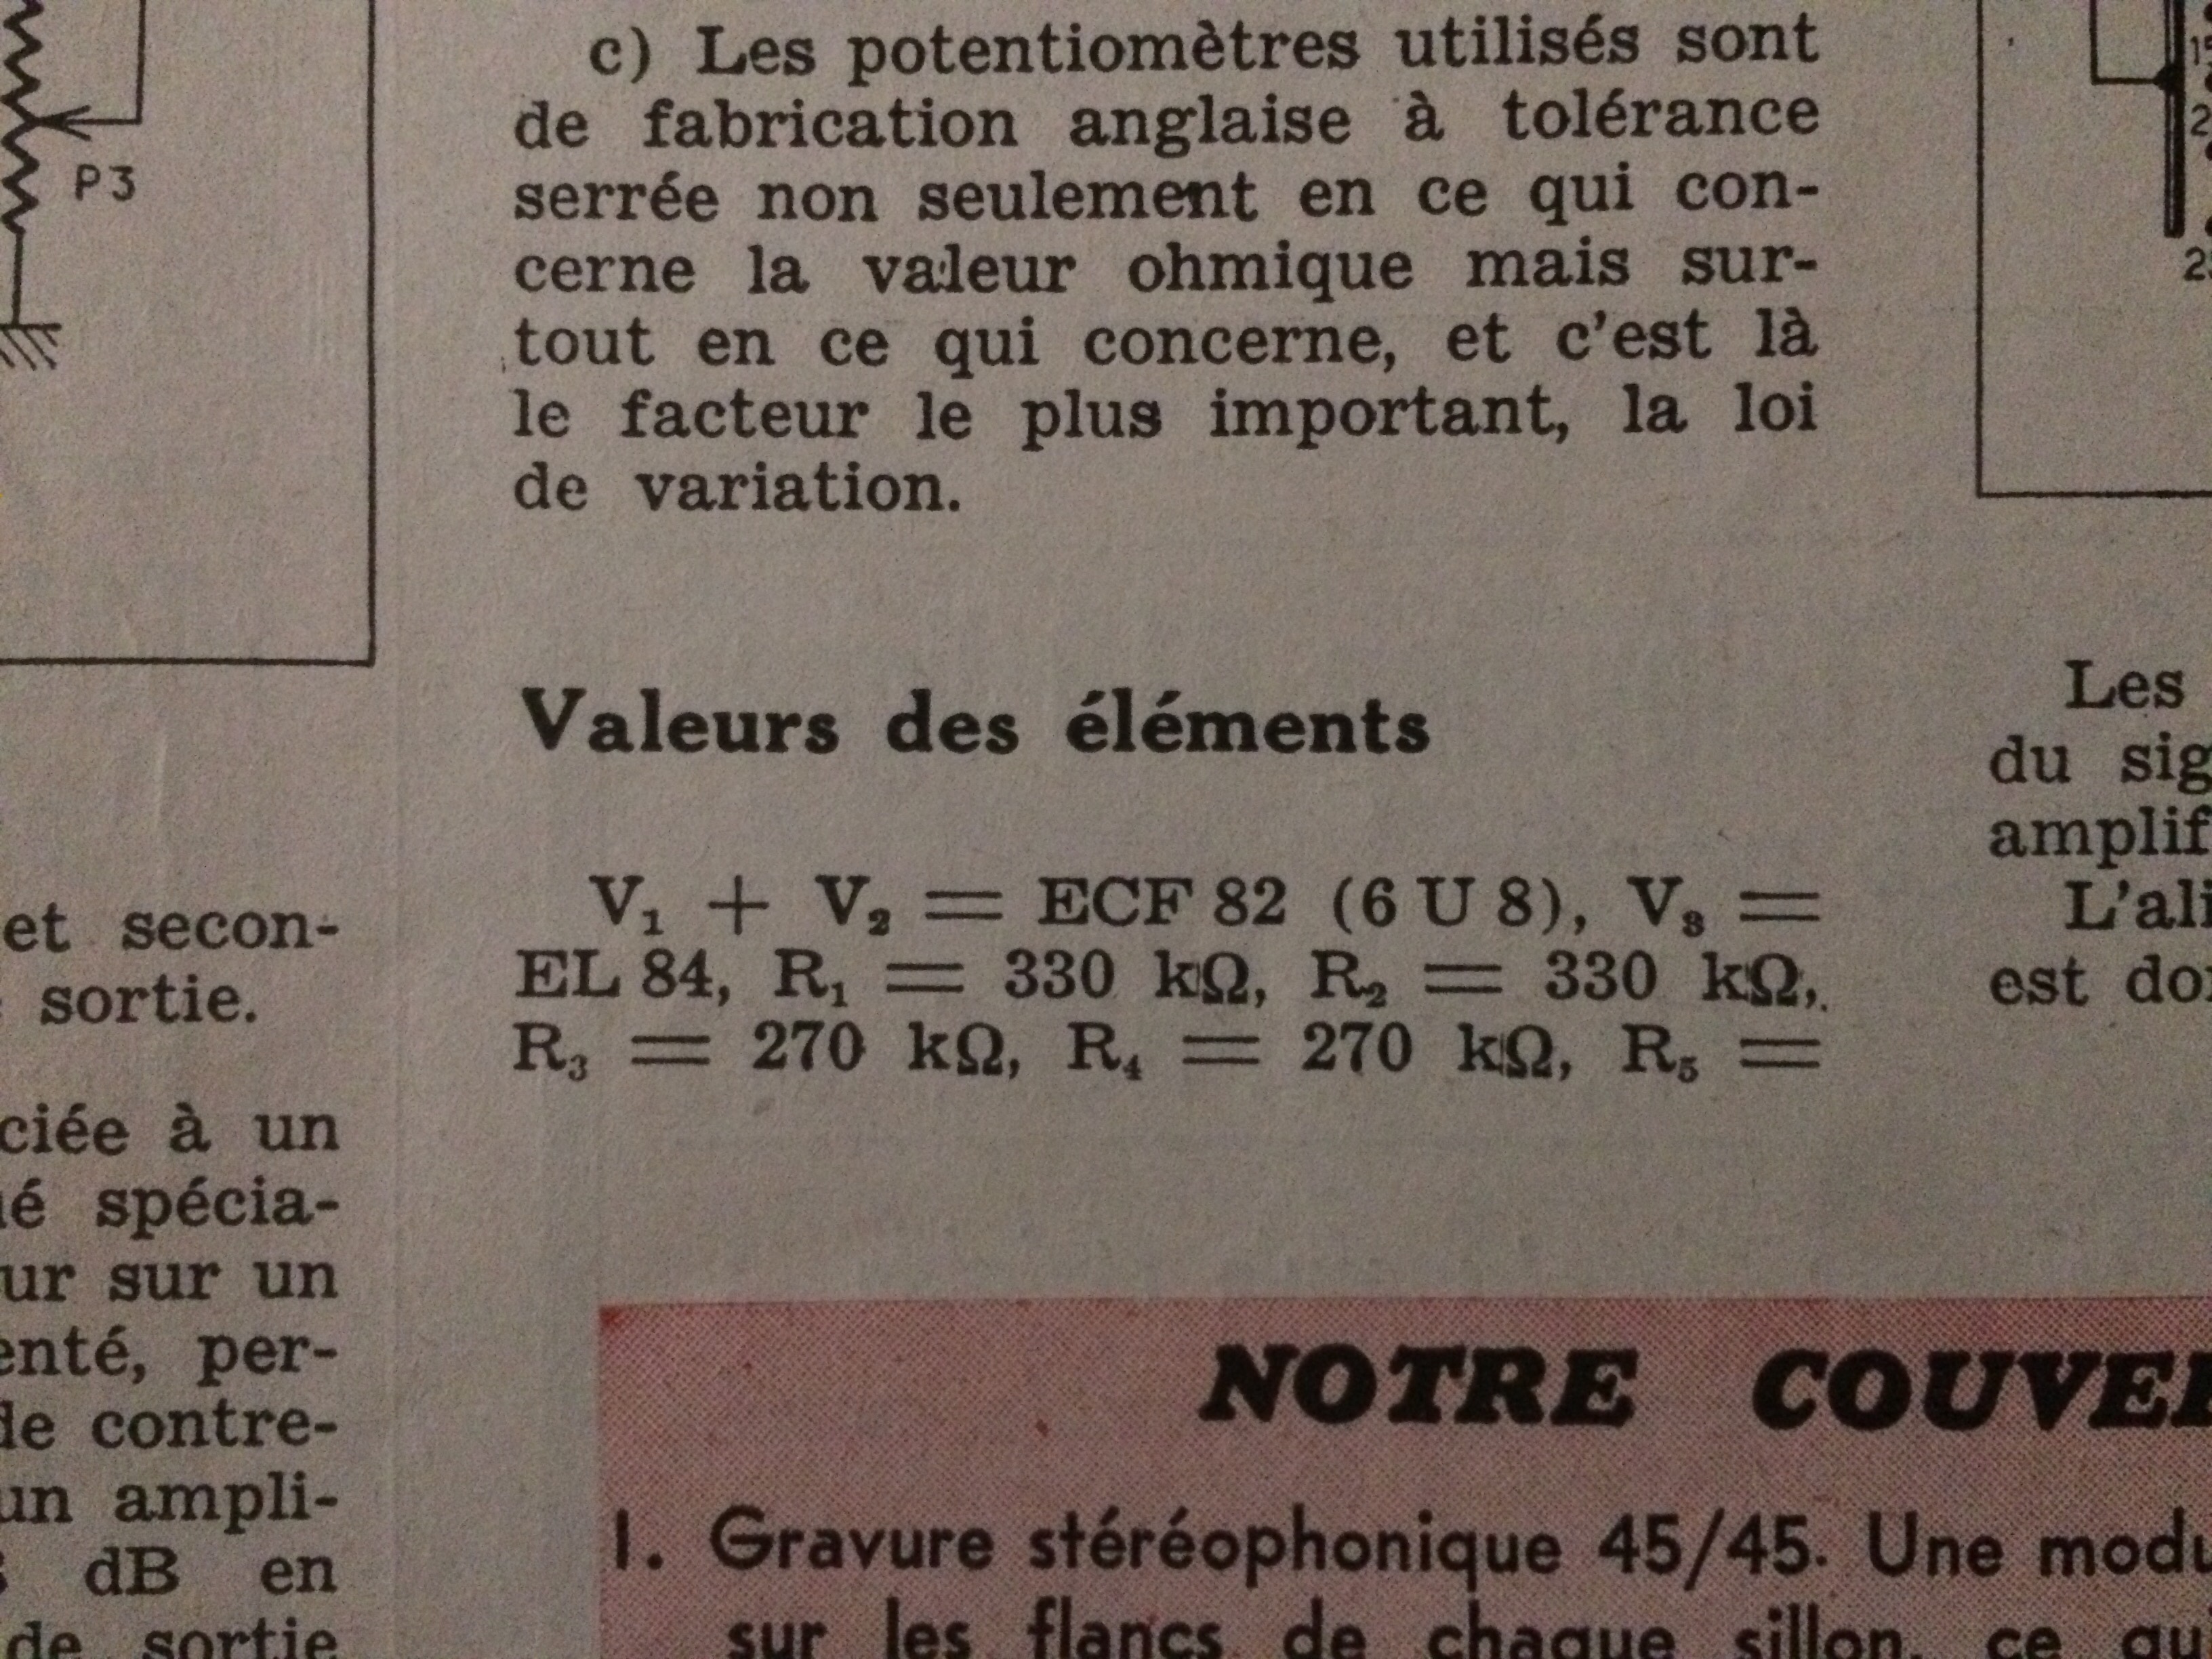 P3
et secon-
sortie.
ciée à un
é spécia-
ur sur un
enté, per-
de contre-
un ampli-
dB en
de sortie
c) Les potentiomètres utilisés sont
de fabrication anglaise à tolérance
serrée non seulement en ce qui con-
cerne la valeur ohmique mais sur-
tout en ce qui concerne, et c'est là
le facteur le plus important, la loi
de variation.
Valeurs des éléments
V₁ + V₂ = ECF 82 (6 U 8), V₃ =
EL 84, R₁ = 330 kΩ, R₂ = 330 kΩ,
R₃ = 270 kΩ, R₄ = 270 kΩ, R₅ =
Les
du sig
amplif
L'ali
est do
NOTRE COUVE
1. Gravure stéréophonique 45/45. Une modu
sur les flancs de chaque sillon, ce qu